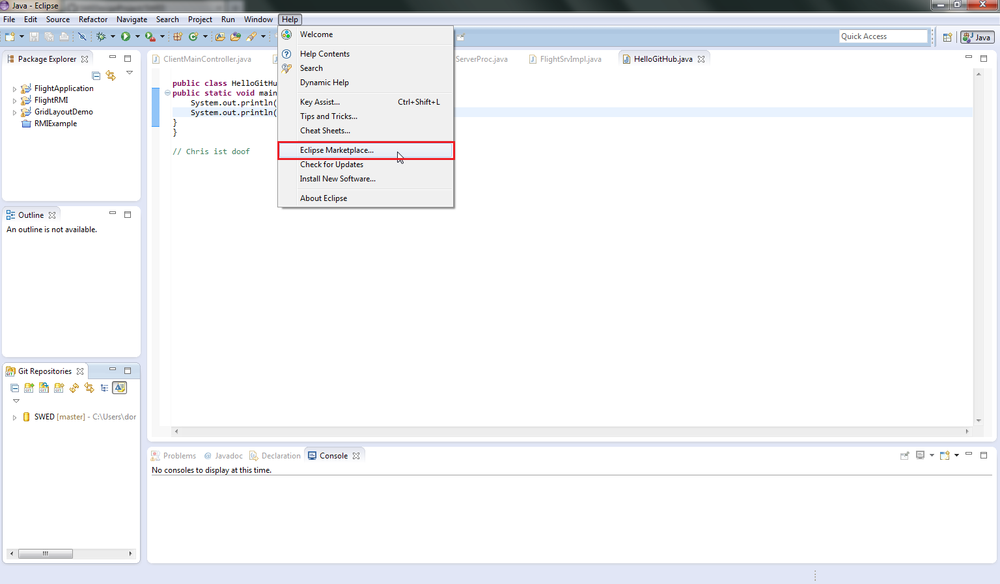 Java - Eclipse
File Edit Source Refactor Navigate Search Project Run Window Help
Quick Access
Java
Package Explorer
FlightApplication
FlightRMI
GridLayoutDemo
RMIExample
Outline
An outline is not available.
Git Repositories
SWED [master] - C:\Users\dor
ClientMainController.java
ServerProc.java
FlightSrvImpl.java
HelloGitHub.java
public class HelloGitHu
public static void main
System.out.println(
System.out.println(
}
}
// Chris ist doof
Welcome
Help Contents
Search
Dynamic Help
Key Assist... Ctrl+Shift+L
Tips and Tricks...
Cheat Sheets...
Eclipse Marketplace...
Check for Updates
Install New Software...
About Eclipse
Problems @ Javadoc Declaration Console
No consoles to display at this time.